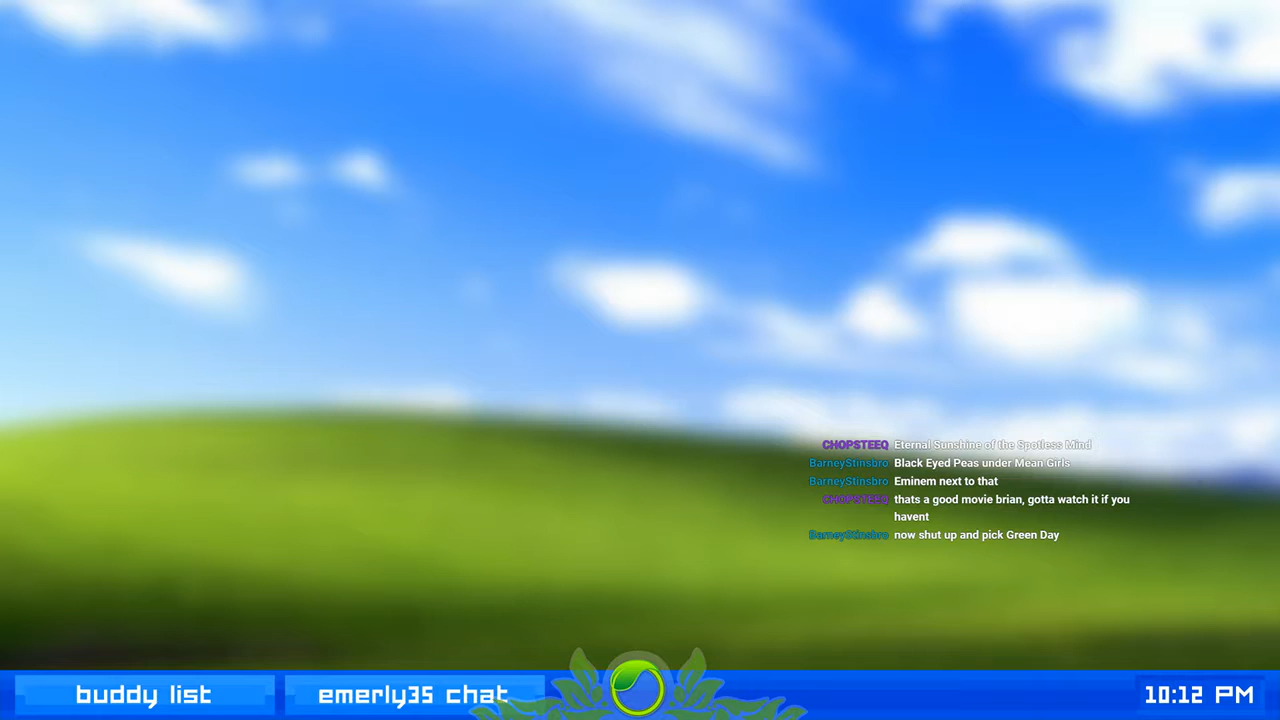 CHOPSTEEQ Eternal Sunshine of the Spotless Mind
BarneyStinsbro Black Eyed Peas under Mean Girls
BarneyStinsbro Eminem next to that
CHOPSTEEQ thats a good movie brian, gotta watch it if you
havent
BarneyStinsbro now shut up and pick Green Day
buddy list
emerly35 chat
10:12 PM